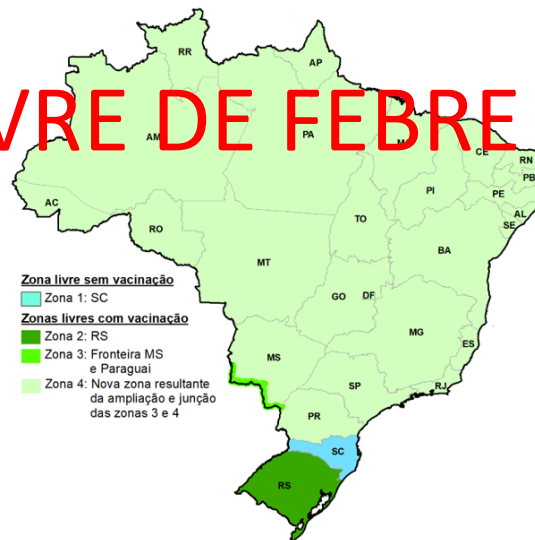 RR
AP
VRE DE FEBRE
AM
PA
CE
RN
PB
PI
PE
AC
AL
TO
SE
RO
BA
MT
Zona livre sem vacinação
Zona 1: SC
GO
DF
Zonas livres com vacinação
Zona 2: RS
MG
Zona 3: Fronteira MS
e Paraguai
MS
ES
Zona 4: Nova zona resultante
da ampliação e junção
das zonas 3 e 4
SP
RJ
PR
SC
RS